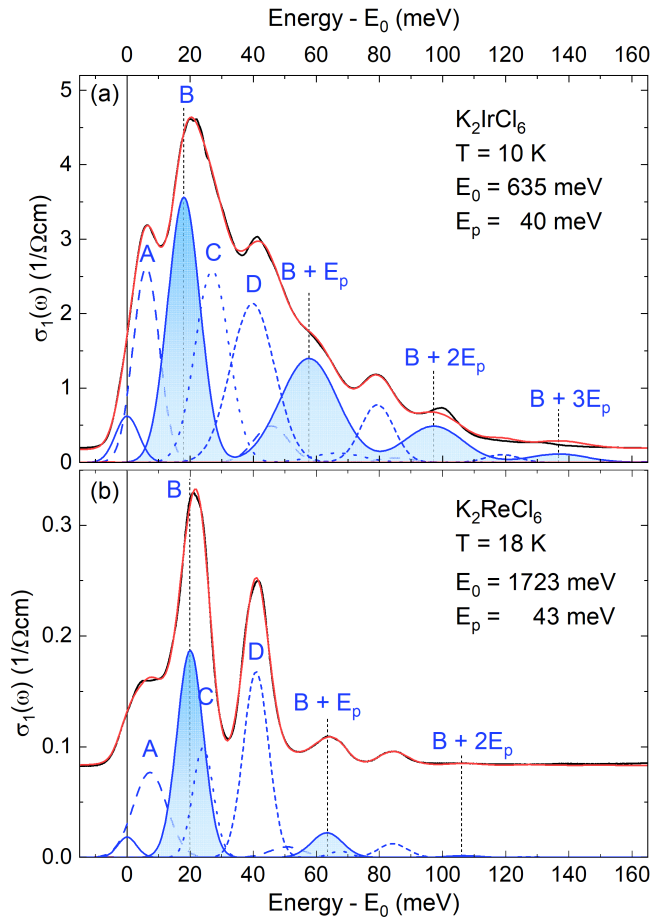 Energy - E₀ (meV)
0 20 40 60 80 100 120 140 160
(a)
B
K₂IrCl₆
T = 10 K
E₀ = 635 meV
Eₚ = 40 meV
A
C
D
B + Eₚ
B + 2Eₚ
B + 3Eₚ
5
4
3
2
1
0
σ₁(ω) (1/Ωcm)
(b)
B
K₂ReCl₆
T = 18 K
E₀ = 1723 meV
Eₚ = 43 meV
A
C
D
B + Eₚ
B + 2Eₚ
0.3
0.2
0.1
0.0
σ₁(ω) (1/Ωcm)
0 20 40 60 80 100 120 140 160
Energy - E₀ (meV)